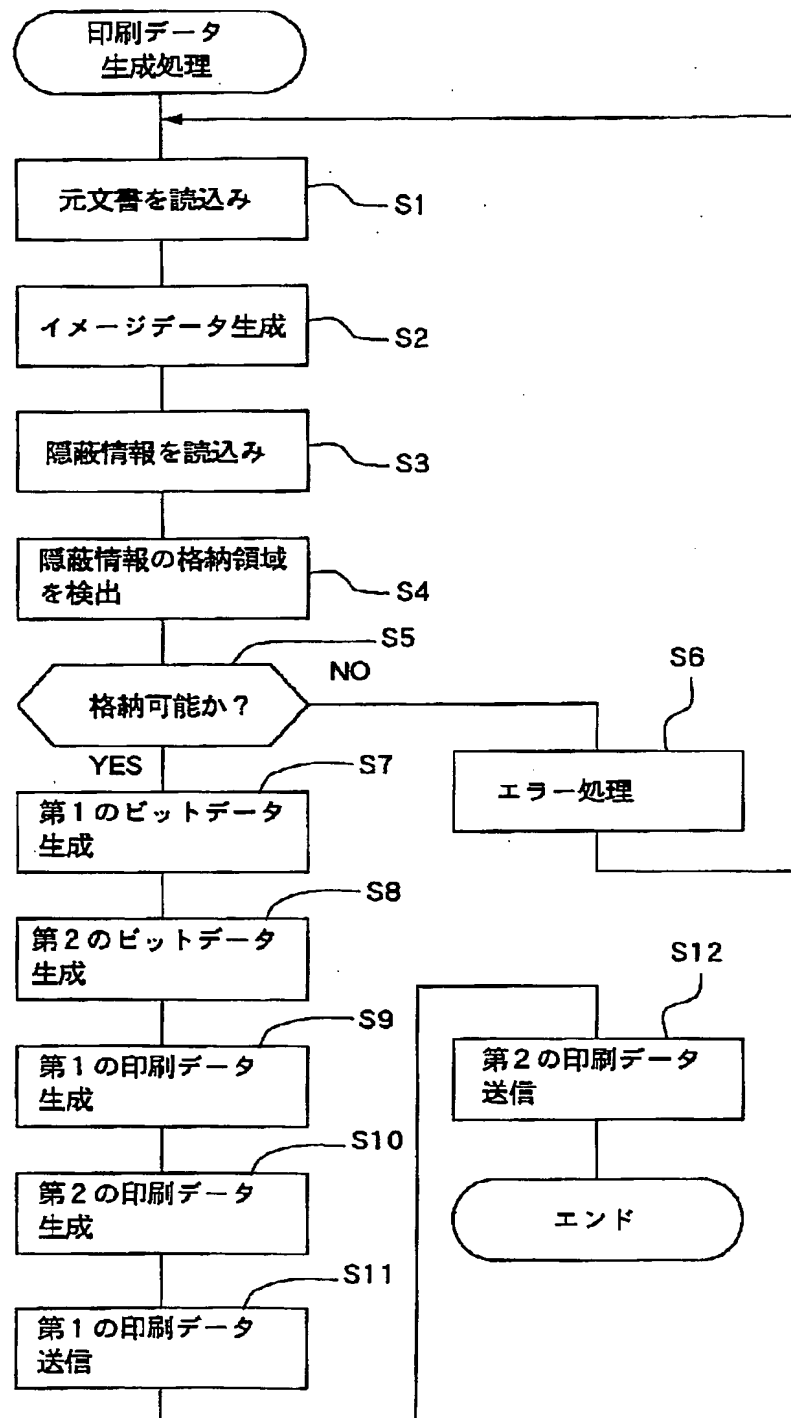 印刷データ
生成処理
元文書を読込み
S1
イメージデータ生成
S2
隠蔽情報を読込み
S3
隠蔽情報の格納領域
を検出
S4
S5
格納可能か？
NO
YES
S6
エラー処理
S7
第1のビットデータ
生成
S8
第2のビットデータ
生成
S9
第1の印刷データ
生成
S10
第2の印刷データ
生成
S11
第1の印刷データ
送信
S12
第2の印刷データ
送信
エンド